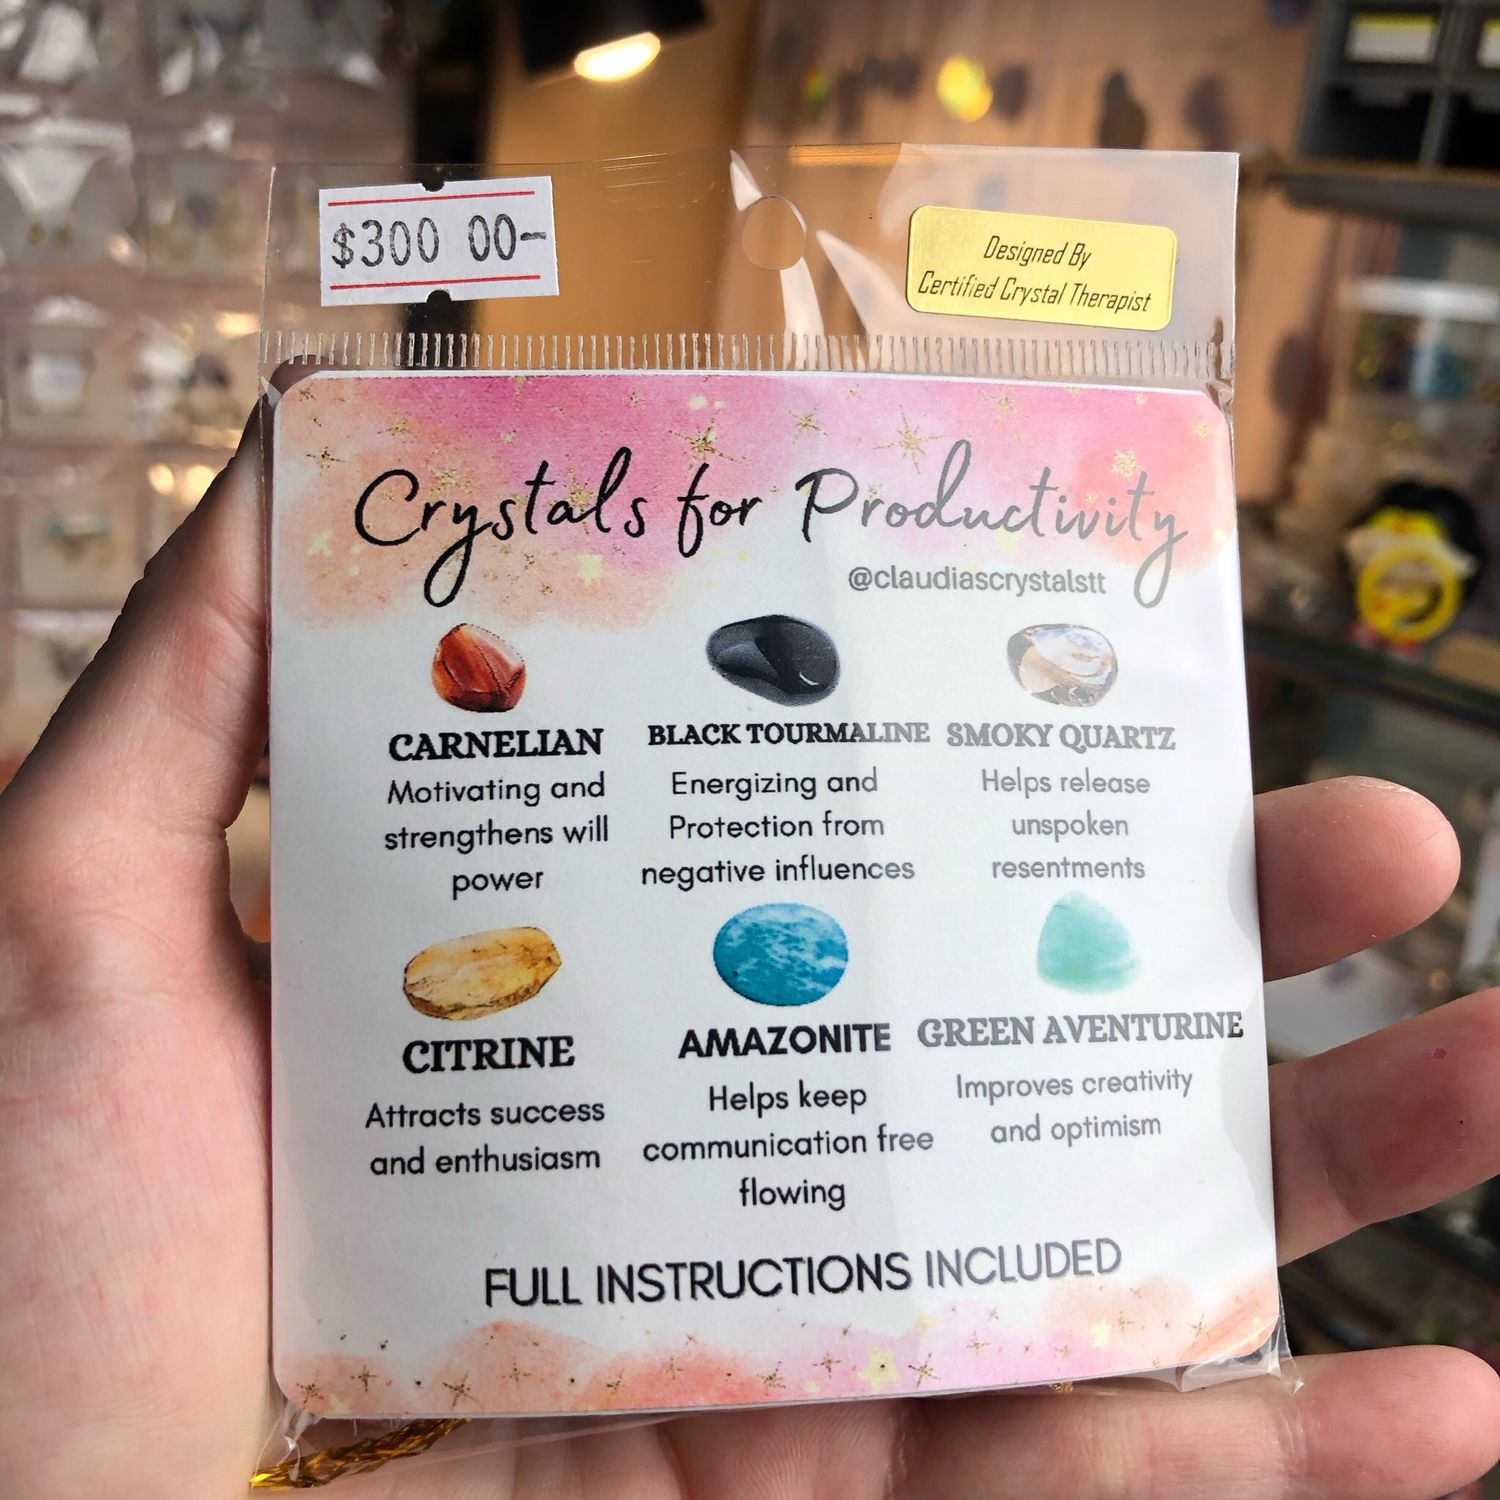 $300 00-
Designed By
Certified Crystal Therapist
Crystals for Productivity
@claudiascrystalstt
CARNELIAN
Motivating and
strengthens will
power
BLACK TOURMALINE
Energizing and
Protection from
negative influences
SMOKY QUARTZ
Helps release
unspoken
resentments
CITRINE
Attracts success
and enthusiasm
AMAZONITE
Helps keep
communication free
flowing
GREEN AVENTURINE
Improves creativity
and optimism
FULL INSTRUCTIONS INCLUDED